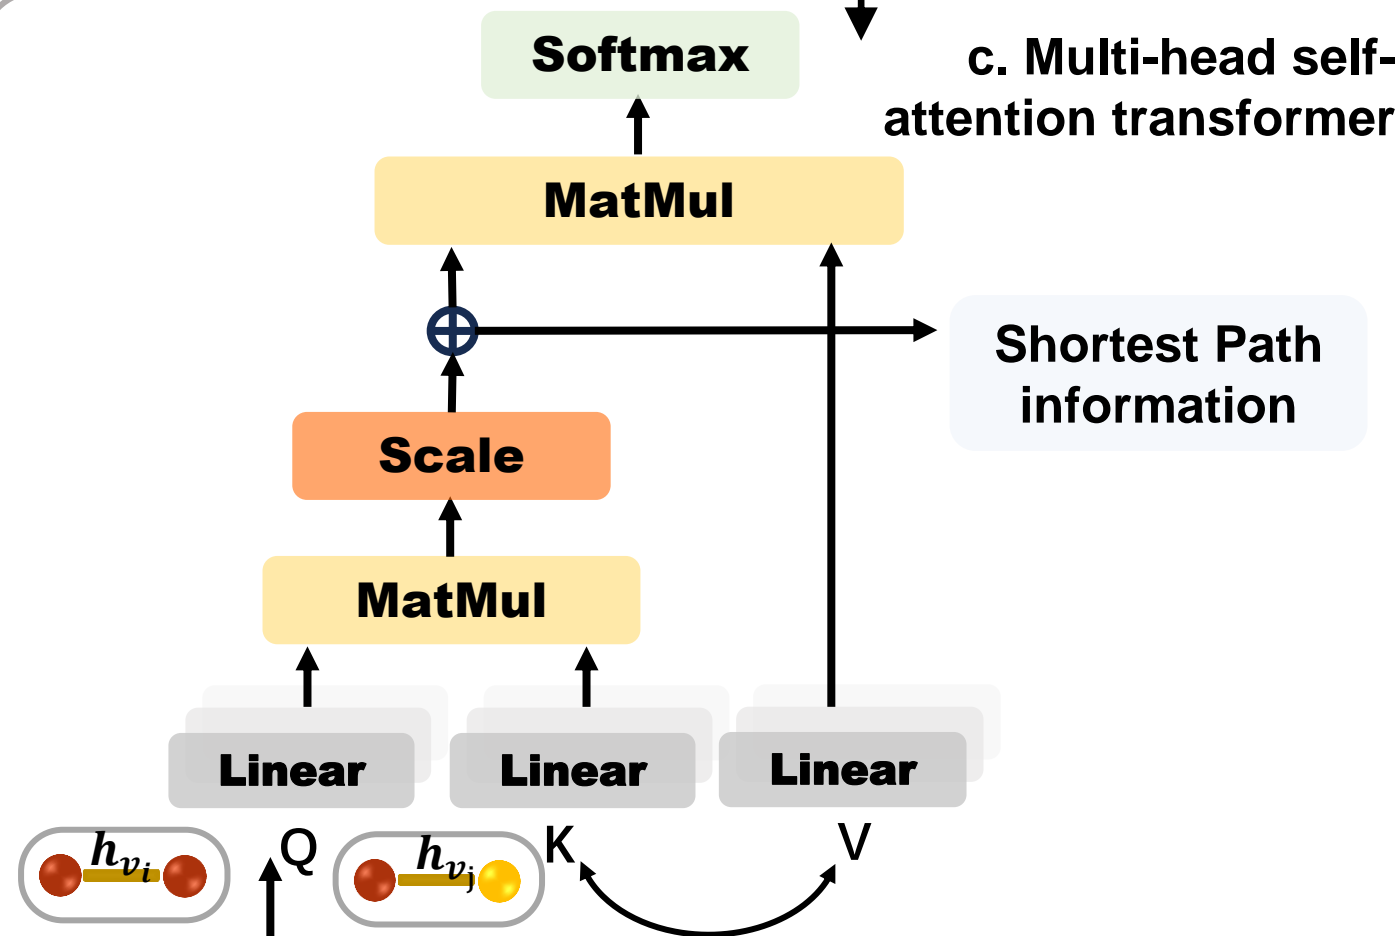 Softmax
c. Multi-head self-
attention transformer
MatMul
Shortest Path
information
Scale
MatMul
Linear Linear Linear
h_{v_i} Q h_{v_j} K V